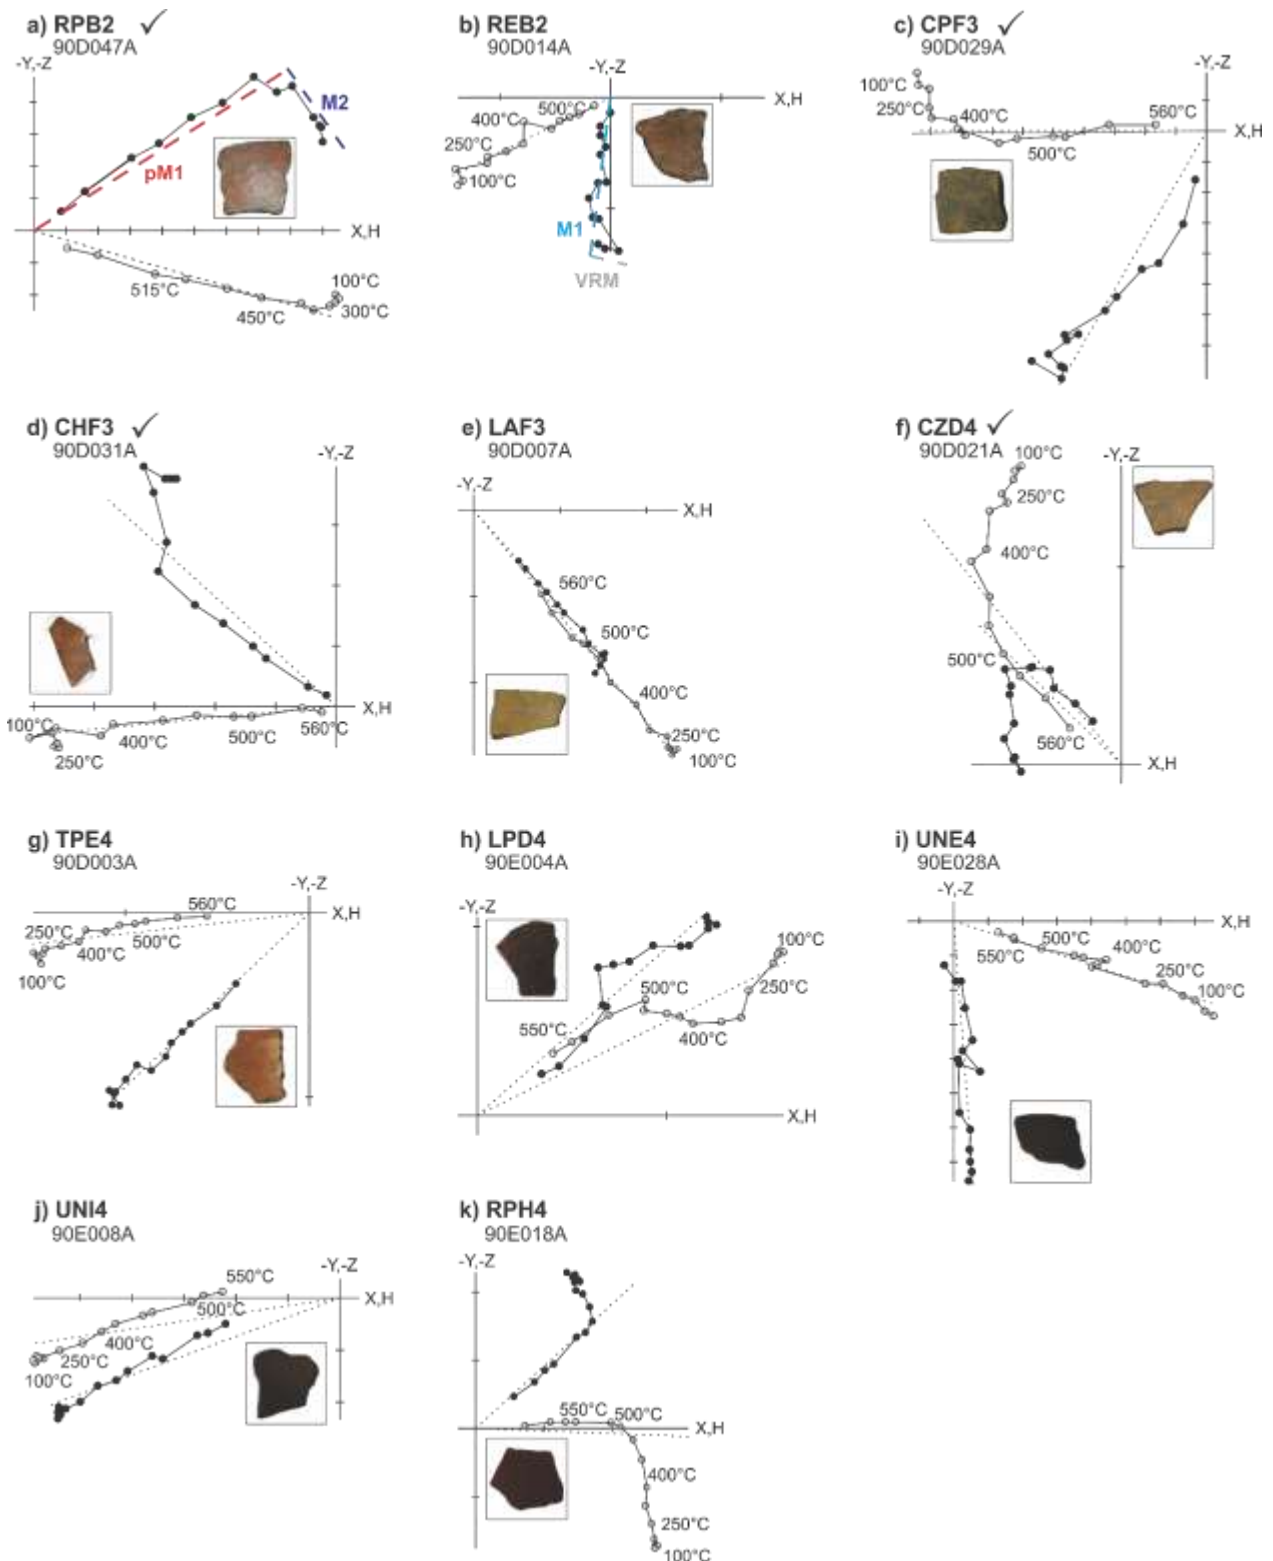 a) RPB2 ✓
90D047A
-Y,-Z
M2
pM1
X,H
515°C
450°C
100°C
300°C
b) REB2
90D014A
-Y,-Z
X,H
500°C
400°C
250°C
100°C
M1
VRM
c) CPF3 ✓
90D029A
-Y,-Z
100°C
250°C
400°C
560°C
X,H
500°C
d) CHF3 ✓
90D031A
-Y,-Z
X,H
100°C
400°C
500°C
560°C
250°C
e) LAF3
90D007A
-Y,-Z
X,H
560°C
500°C
400°C
250°C
100°C
f) CZD4 ✓
90D021A
-Y,-Z
100°C
250°C
400°C
500°C
560°C
X,H
g) TPE4
90D003A
-Y,-Z
560°C
X,H
250°C
400°C
500°C
100°C
h) LPD4
90E004A
-Y,-Z
100°C
500°C
250°C
550°C
400°C
X,H
i) UNE4
90E028A
-Y,-Z
X,H
500°C
400°C
550°C
250°C
100°C
j) UNI4
90E008A
-Y,-Z
550°C
X,H
500°C
400°C
250°C
100°C
k) RPH4
90E018A
-Y,-Z
550°C
500°C
X,H
400°C
250°C
100°C